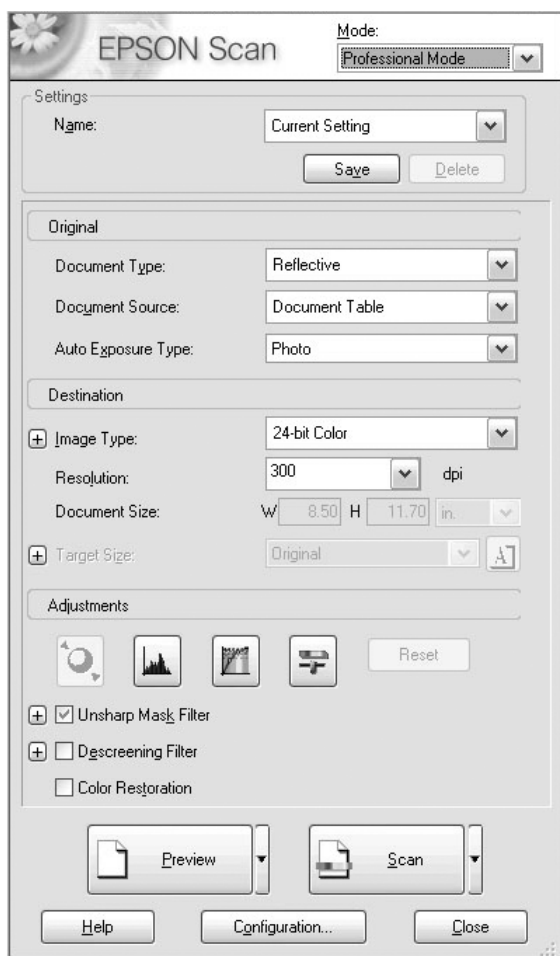 EPSON Scan
Mode:
Professional Mode
Settings
Name:
Current Setting
Save
Delete
Original
Document Type:
Reflective
Document Source:
Document Table
Auto Exposure Type:
Photo
Destination
Image Type:
24-bit Color
Resolution:
300
dpi
Document Size:
W 8.50 H 11.70 in.
Target Size:
Original
A
Adjustments
Reset
Unsharp Mask Filter
Descreening Filter
Color Restoration
Preview
Scan
Help
Configuration...
Close